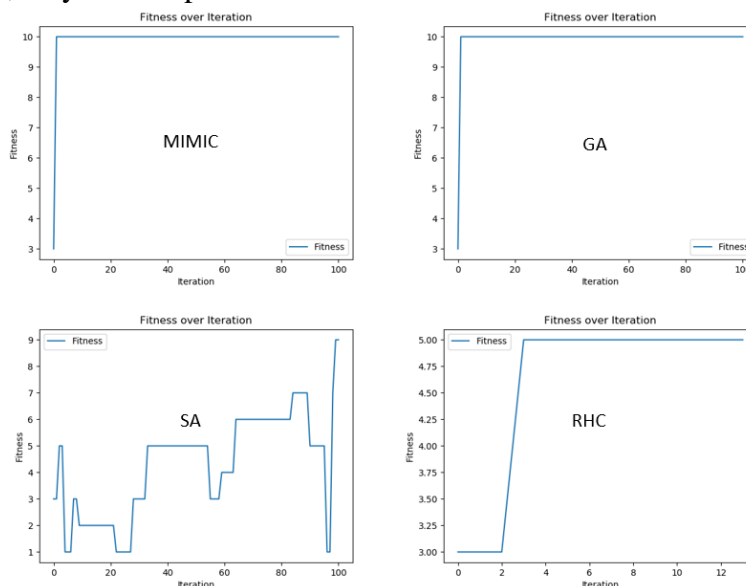 Fitness over Iteration
10
9
8
7
6
5
4
3
Fitness
MIMIC
Fitness
0 20 40 60 80 100
Iteration
Fitness over Iteration
10
9
8
7
6
5
4
3
Fitness
GA
Fitness
0 20 40 60 80
Iteration
Fitness over Iteration
9
8
7
6
5
4
3
2
1
Fitness
Fitness
SA
0 20 40 60 80 100
Iteration
Fitness over Iteration
5.00
4.75
4.50
4.25
4.00
3.75
3.50
3.25
3.00
Fitness
Fitness
RHC
0 2 4 6 8 10 12
Iteration